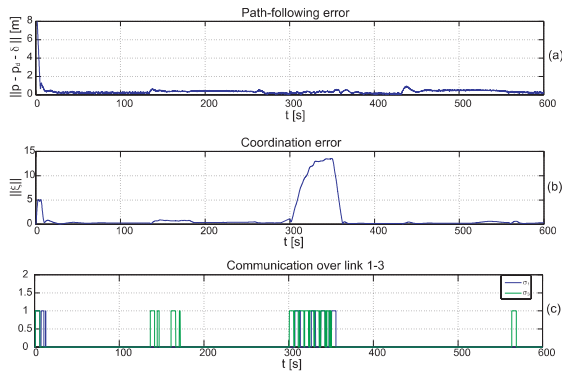 Path-following error
||p - pd - δ || [m]
8
6
4
2
0
0 100 200 300 400 500 600
t [s]
(a)
Coordination error
||ξ||
15
10
5
0
0 100 200 300 400 500 600
t [s]
(b)
Communication over link 1-3
2
1.5
1
0.5
0
0 100 200 300 400 500 600
t [s]
(c)